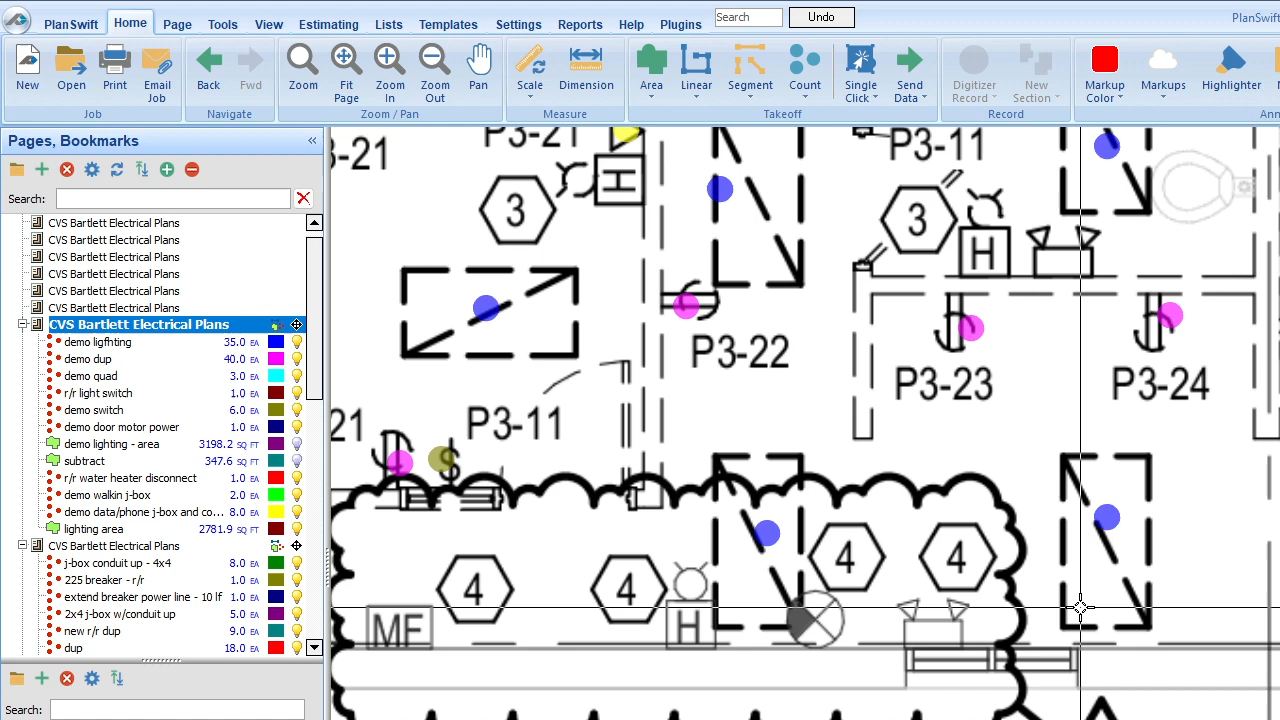 PlanSwift Home Page Tools View Estimating Lists Templates Settings Reports Help Plugins Search Undo PlanSwift
New Open Print Email Job Back Fwd Zoom Fit Page Zoom In Zoom Out Pan Scale Dimension Area Linear Segment Count Single Click Send Data Digitizer Record New Section Markup Color Markups Highlighter
Job Navigate Zoom / Pan Measure Takeoff Record
Pages, Bookmarks «
Search:
CVS Bartlett Electrical Plans
CVS Bartlett Electrical Plans
CVS Bartlett Electrical Plans
CVS Bartlett Electrical Plans
CVS Bartlett Electrical Plans
CVS Bartlett Electrical Plans
CVS Bartlett Electrical Plans
demo ligfhting 35.0 EA
demo dup 40.0 EA
demo quad 3.0 EA
r/r light switch 1.0 EA
demo switch 6.0 EA
demo door motor power 1.0 EA
demo lighting - area 3198.2 SQ FT
subtract 347.6 SQ FT
r/r water heater disconnect 1.0 EA
demo walkin j-box 2.0 EA
demo data/phone j-box and co... 8.0 EA
lighting area 2781.9 SQ FT
CVS Bartlett Electrical Plans
j-box conduit up - 4x4 8.0 EA
225 breaker - r/r 1.0 EA
extend breaker power line - 10 lf 1.0 EA
2x4 j-box w/conduit up 5.0 EA
new r/r dup 9.0 EA
dup 18.0 EA
Search:
3-21 P3-21 P3-11
3 H 3 H
P3-22
P3-23 P3-24
21 P3-11
$
4 4
4 4
MF H